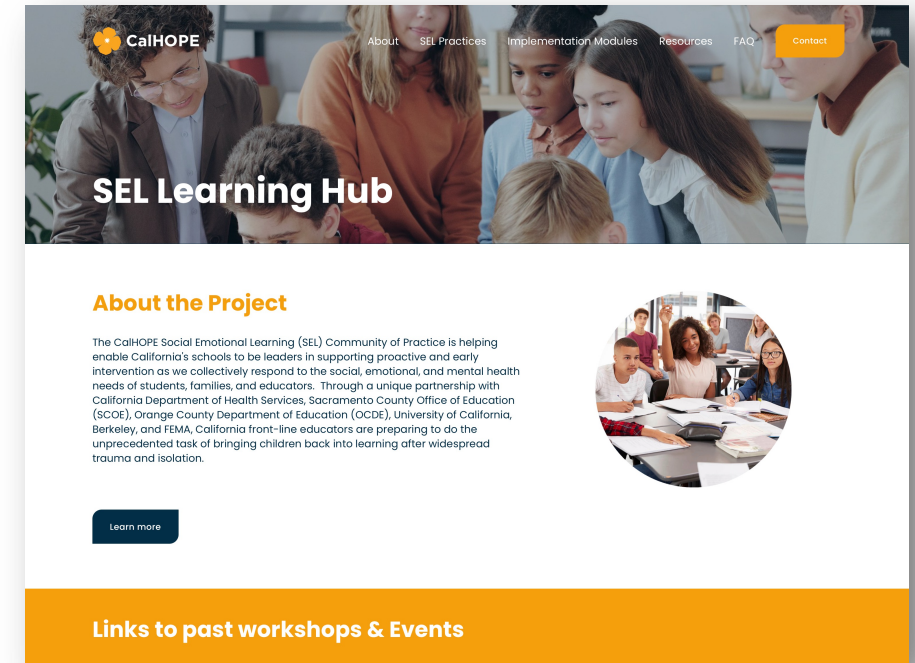 CalHOPE
About SEL Practices Implementation Modules Resources FAQ Contact
SEL Learning Hub
About the Project
The CalHOPE Social Emotional Learning (SEL) Community of Practice is helping
enable California's schools to be leaders in supporting proactive and early
intervention as we collectively respond to the social, emotional, and mental health
needs of students, families, and educators.  Through a unique partnership with
California Department of Health Services, Sacramento County Office of Education
(SCOE), Orange County Department of Education (OCDE), University of California,
Berkeley, and FEMA, California front-line educators are preparing to do the
unprecedented task of bringing children back into learning after widespread
trauma and isolation.
Learn more
Links to past workshops & Events